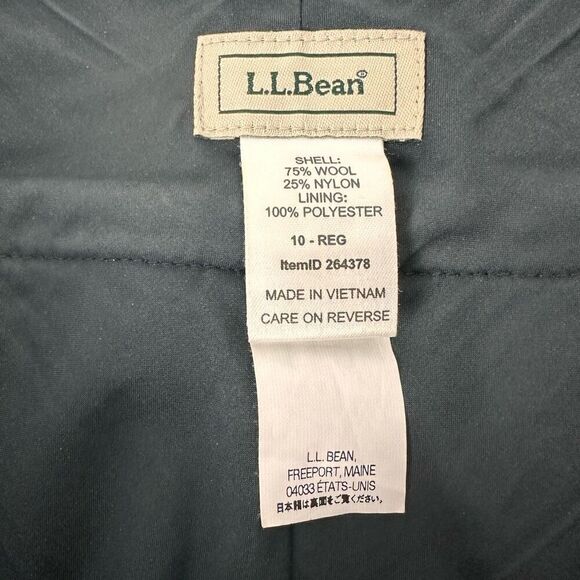 L.L.Bean®
SHELL:
75% WOOL
25% NYLON
LINING:
100% POLYESTER
10 - REG
ItemID 264378
MADE IN VIETNAM
CARE ON REVERSE
L.L. BEAN,
FREEPORT, MAINE
04033 ÉTATS-UNIS
日本語は裏面をご覧ください。